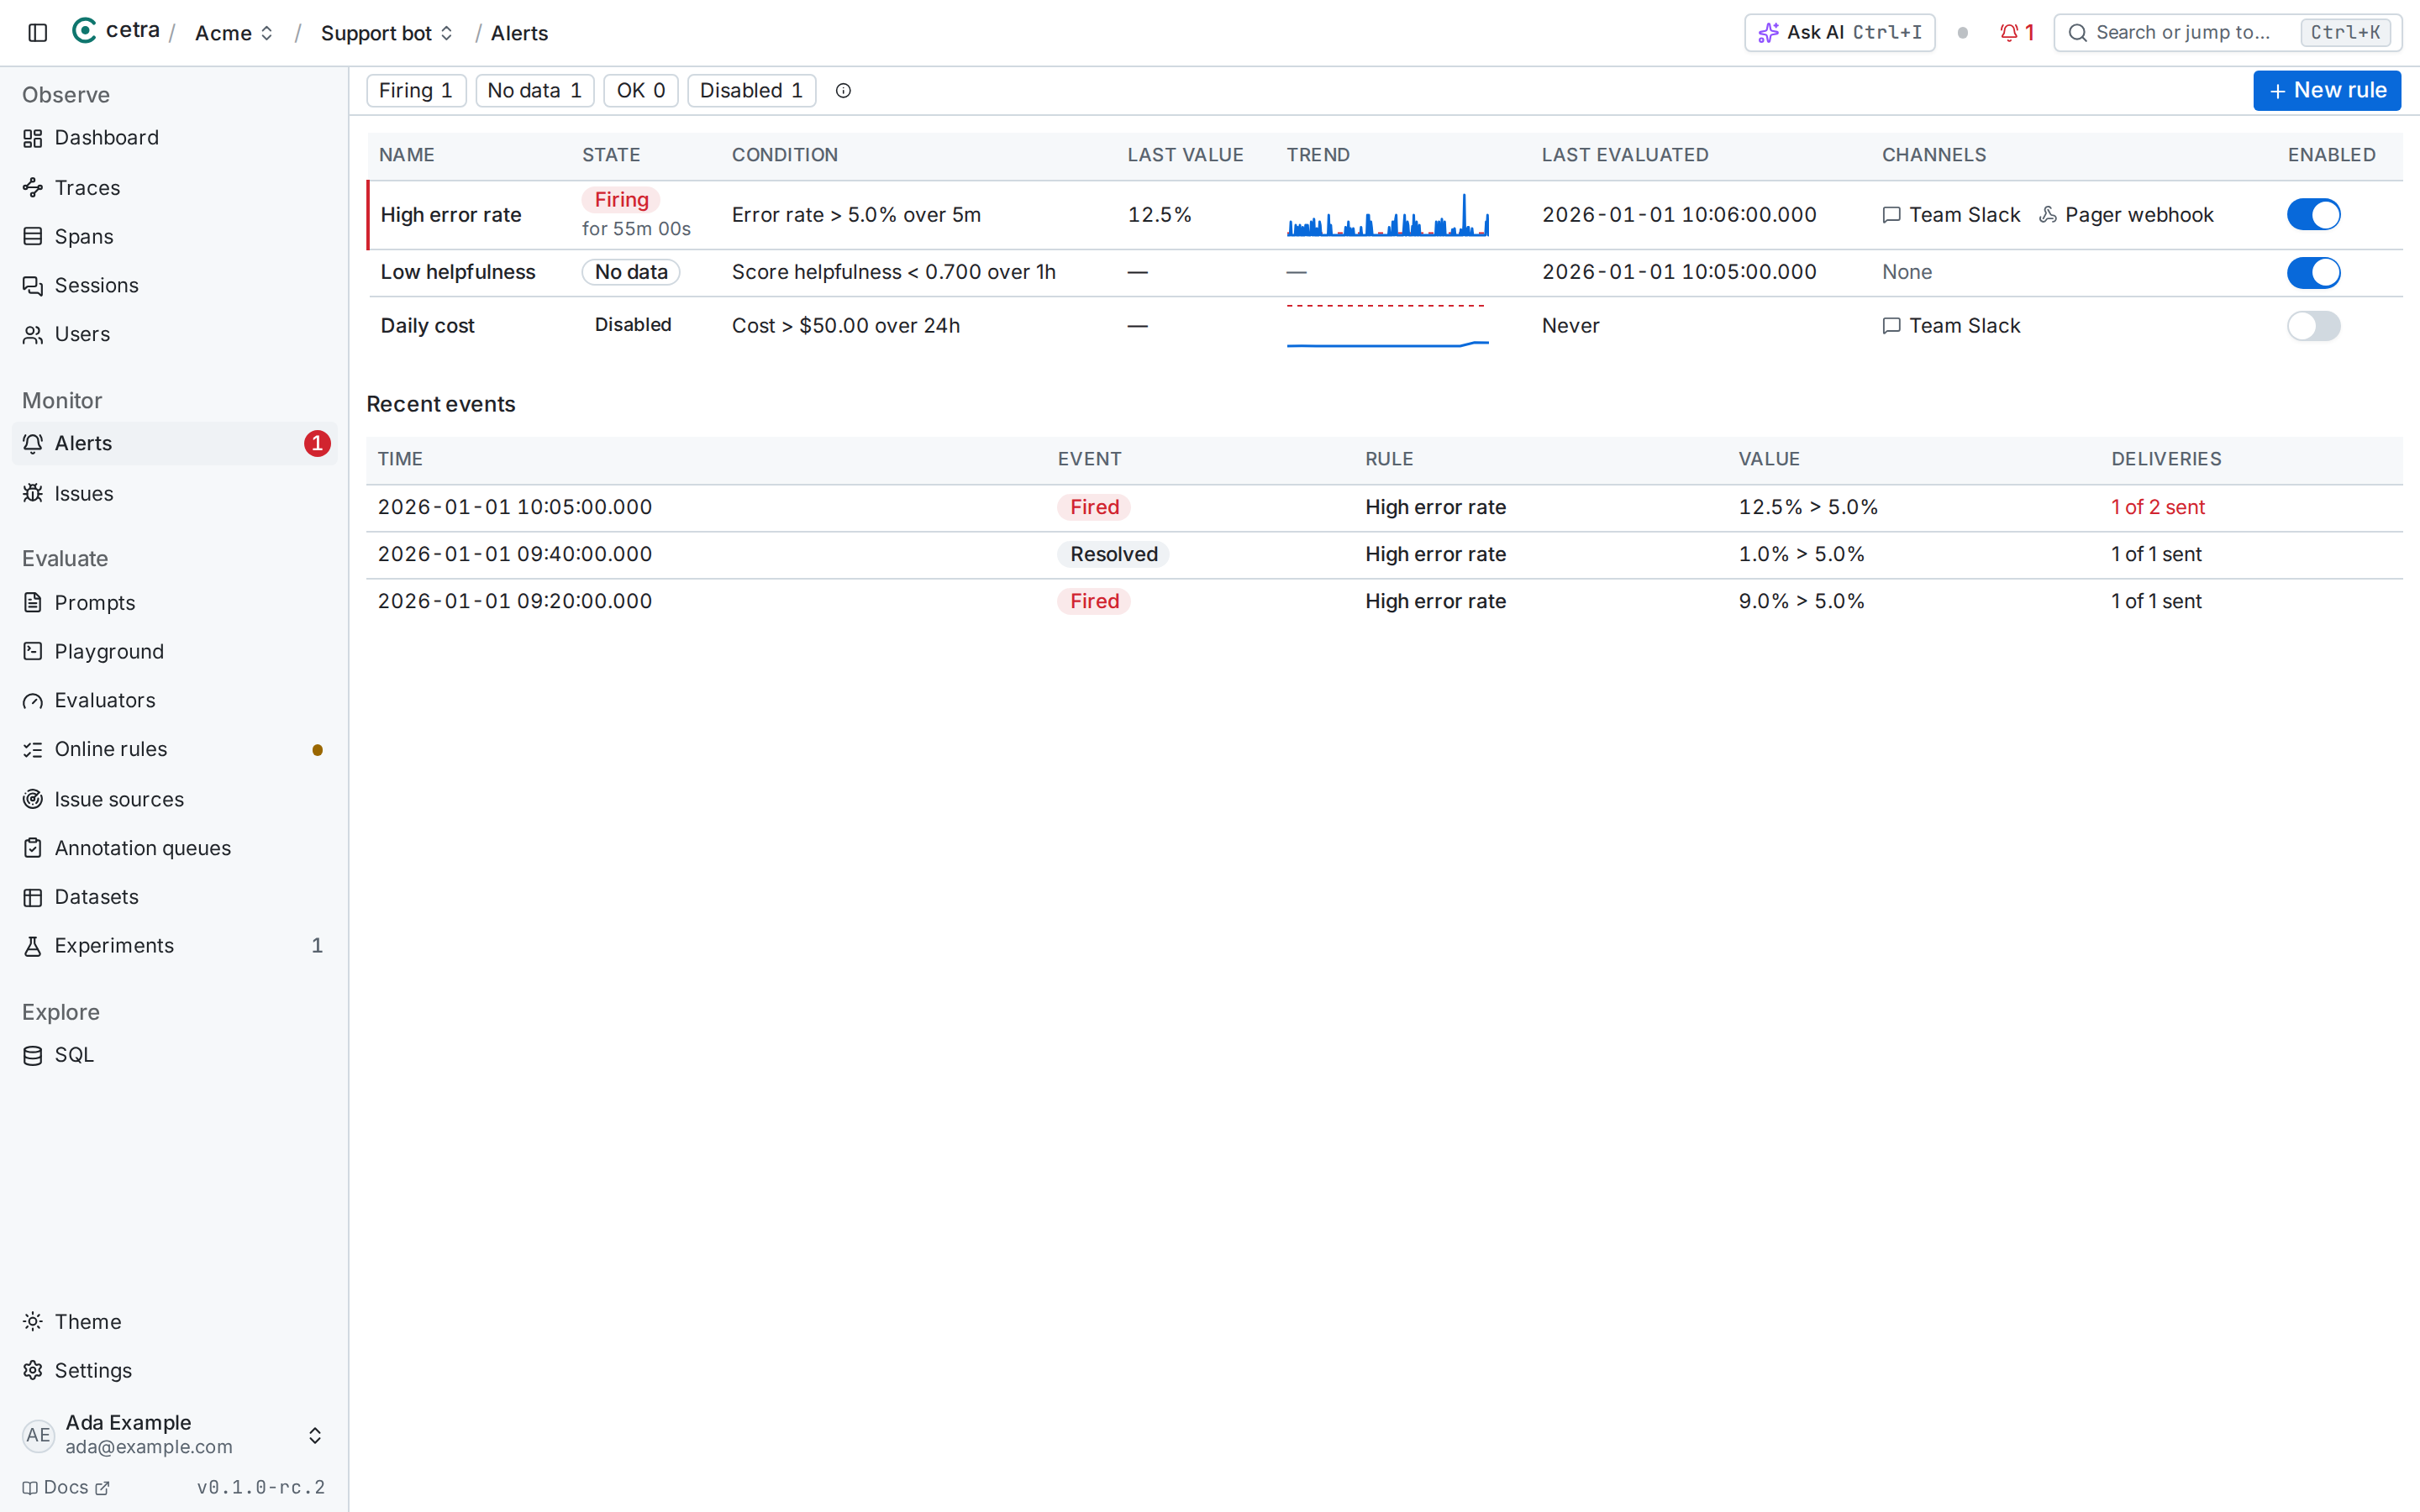 cetra / Acme / Support bot / Alerts
Ask AI Ctrl+I
1
Search or jump to... Ctrl+K
Observe
Dashboard
Traces
Spans
Sessions
Users
Monitor
Alerts 1
Issues
Evaluate
Prompts
Playground
Evaluators
Online rules
Issue sources
Annotation queues
Datasets
Experiments 1
Explore
SQL
Theme
Settings
AE
Ada Example
ada@example.com
Docs v0.1.0-rc.2
Firing 1 No data 1 OK 0 Disabled 1
+ New rule
NAME STATE CONDITION LAST VALUE TREND LAST EVALUATED CHANNELS ENABLED
High error rate Firing for 55m 00s Error rate > 5.0% over 5m 12.5% 2026-01-01 10:06:00.000 Team Slack Pager webhook
Low helpfulness No data Score helpfulness < 0.700 over 1h — — 2026-01-01 10:05:00.000 None
Daily cost Disabled Cost > $50.00 over 24h — Never Team Slack
Recent events
TIME EVENT RULE VALUE DELIVERIES
2026-01-01 10:05:00.000 Fired High error rate 12.5% > 5.0% 1 of 2 sent
2026-01-01 09:40:00.000 Resolved High error rate 1.0% > 5.0% 1 of 1 sent
2026-01-01 09:20:00.000 Fired High error rate 9.0% > 5.0% 1 of 1 sent